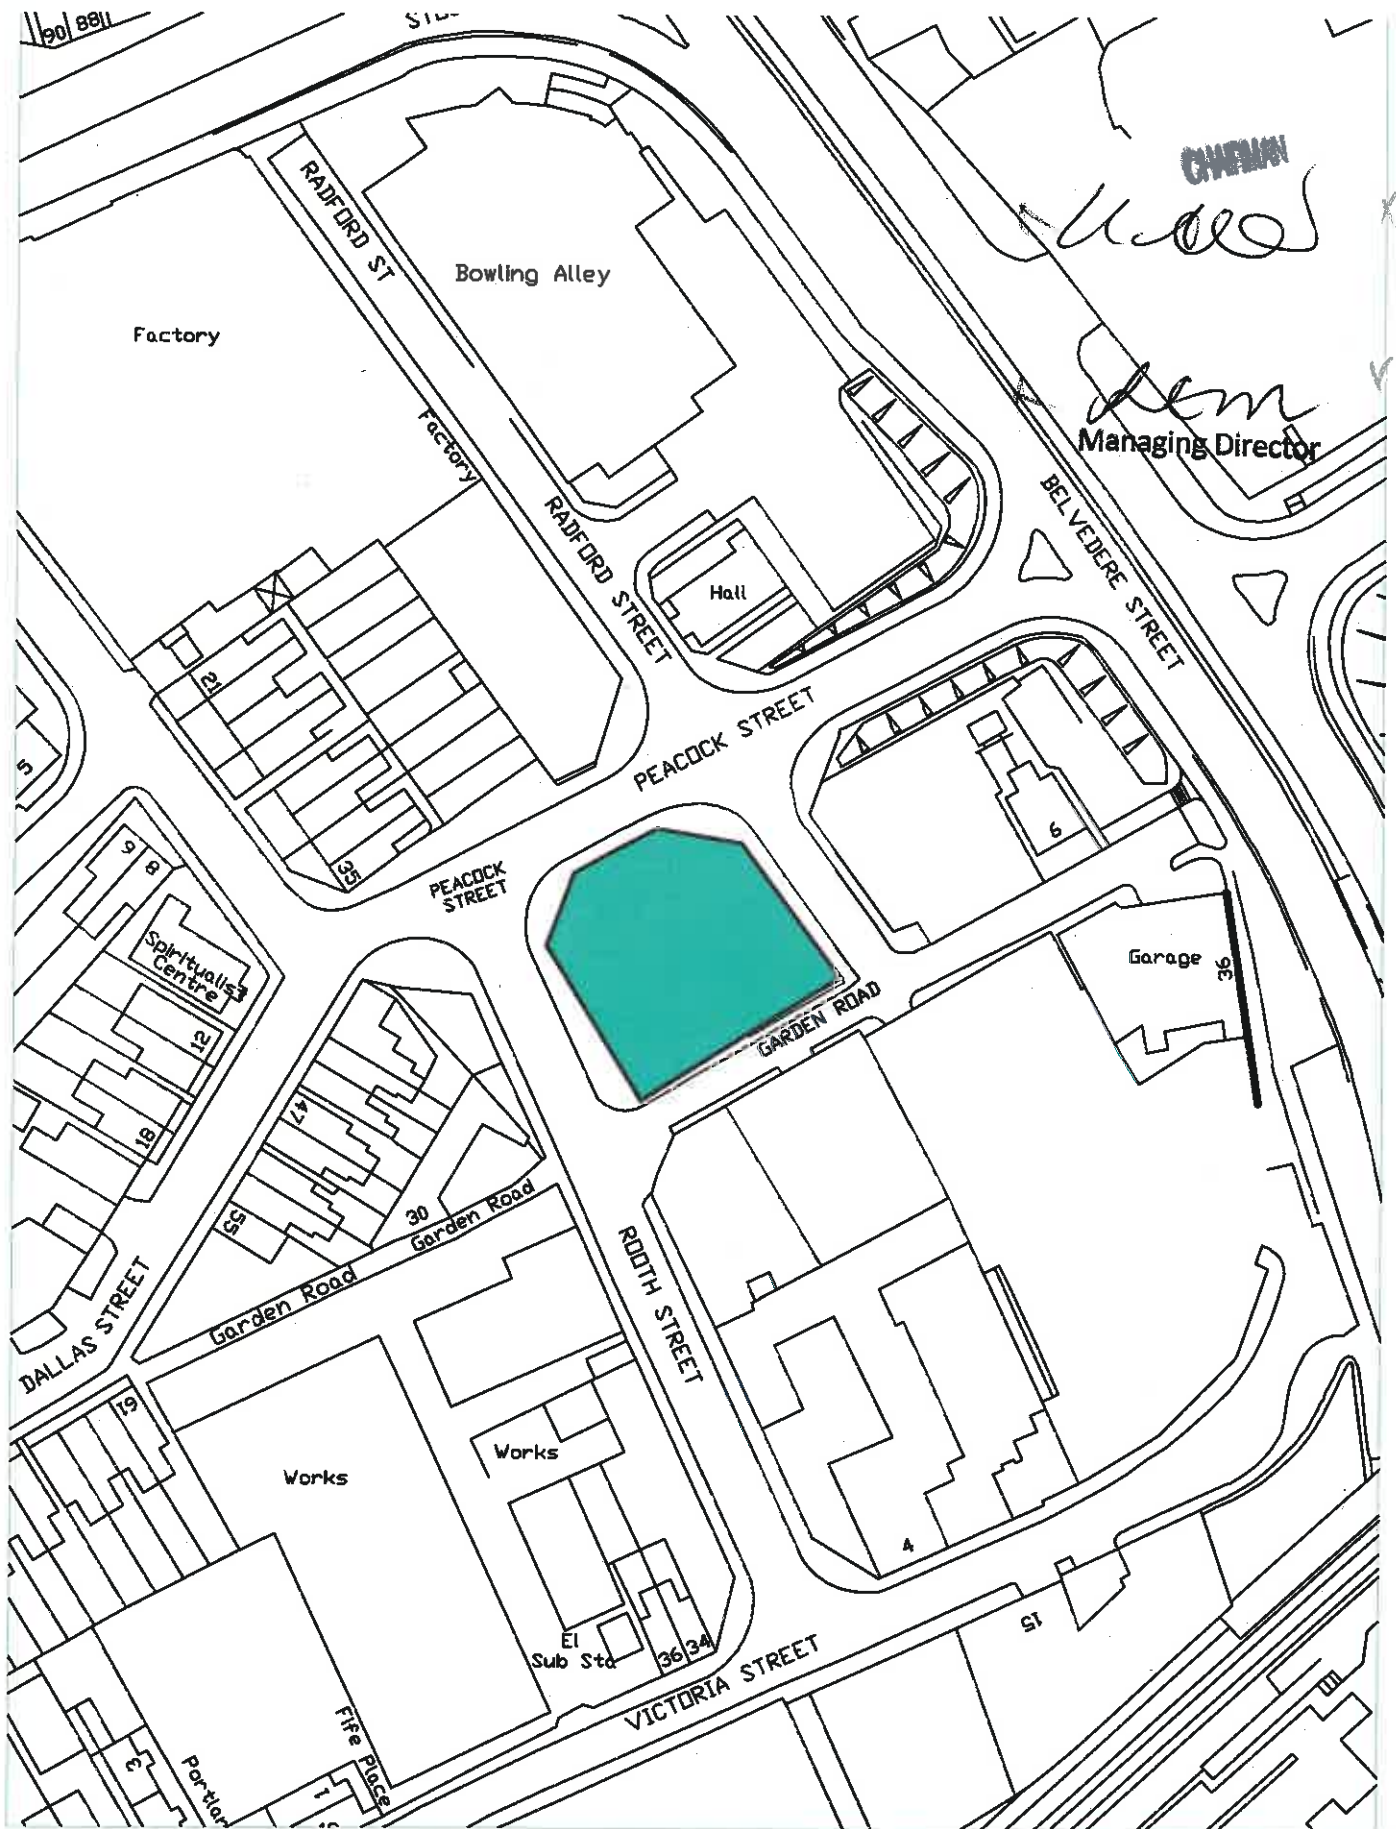 90
88
CHAIRMAN
RADFORD ST
Bowling Alley
Factory
Factory
Managing Director
BELVEDERE STREET
RADFORD STREET
Hall
21
PEACOCK STREET
5
6
35
PEACOCK
STREET
9
8
Spiritualist
Centre
Garage
36
GARDEN ROAD
12
47
18
55
30
Garden Road
Garden Road
ROOTH STREET
DALLAS STREET
61
Works
Works
4
15
El
Sub Sta
36
34
VICTORIA STREET
Fife Place
3
1